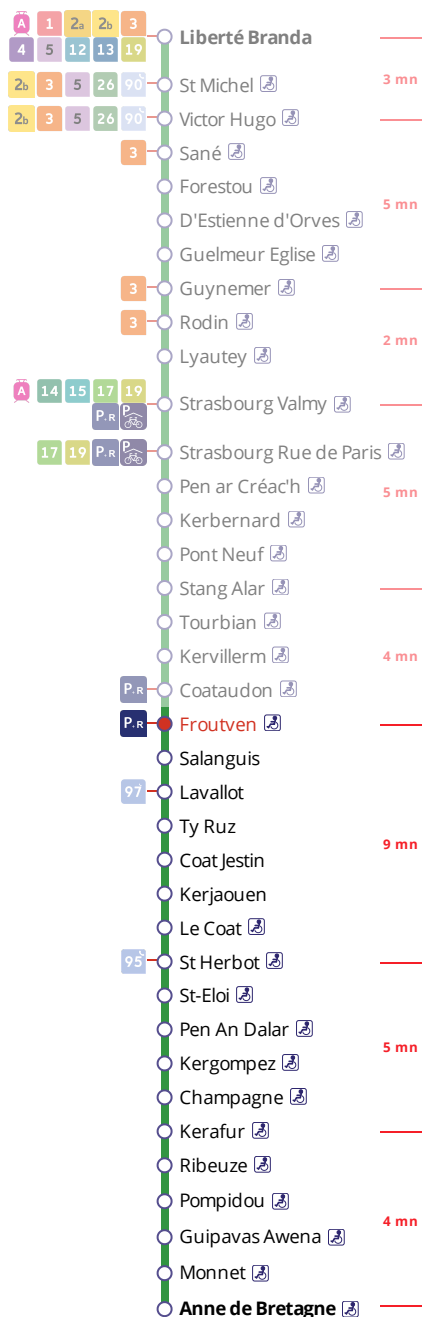 A 1 2a 2b 3
4 5 12 13 19
Liberté Branda
3 mn
2b 3 5 26 90 St Michel
2b 3 5 26 90 Victor Hugo
3 Sané
Forestou
5 mn
D'Estienne d'Orves
Guelmeur Eglise
3 Guynemer
3 Rodin
2 mn
Lyautey
A 14 15 17 19
P+R P
Strasbourg Valmy
17 19 P+R P Strasbourg Rue de Paris
Pen ar Créac'h
5 mn
Kerbernard
Pont Neuf
Stang Alar
Tourbian
Kervillerm
4 mn
P+R Coataudon
P+R Froutven
Salanguis
97 Lavallot
Ty Ruz
9 mn
Coat Jestin
Kerjaouen
Le Coat
95 St Herbot
St-Eloi
Pen An Dalar
5 mn
Kergompez
Champagne
Kerafur
Ribeuze
Pompidou
4 mn
Guipavas Awena
Monnet
Anne de Bretagne